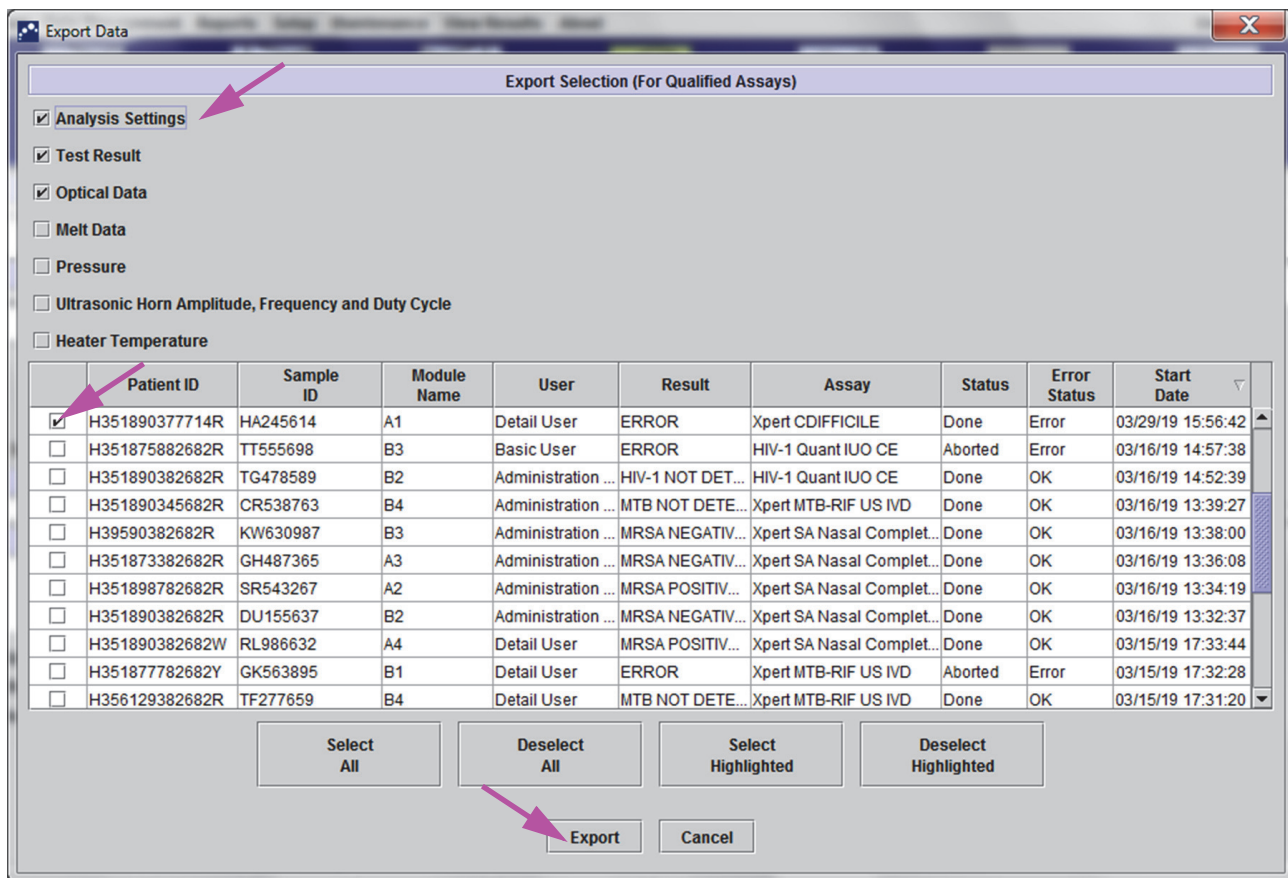 Export Data
Export Selection (For Qualified Assays)
Analysis Settings
Test Result
Optical Data
Melt Data
Pressure
Ultrasonic Horn Amplitude, Frequency and Duty Cycle
Heater Temperature
Patient ID Sample ID Module Name User Result Assay Status Error Status Start Date
H351890377714R HA245614 A1 Detail User ERROR Xpert CDIFFICILE Done Error 03/29/19 15:56:42
H351875882682R TT555698 B3 Basic User ERROR HIV-1 Quant IUO CE Aborted Error 03/16/19 14:57:38
H351890382682R TG478589 B2 Administration ... HIV-1 NOT DET... HIV-1 Quant IUO CE Done OK 03/16/19 14:52:39
H351890345682R CR538763 B4 Administration ... MTB NOT DETE... Xpert MTB-RIF US IVD Done OK 03/16/19 13:39:27
H39590382682R KW630987 B3 Administration ... MRSA NEGATIV... Xpert SA Nasal Complet... Done OK 03/16/19 13:38:00
H351873382682R GH487365 A3 Administration ... MRSA NEGATIV... Xpert SA Nasal Complet... Done OK 03/16/19 13:36:08
H351898782682R SR543267 A2 Administration ... MRSA POSITIV... Xpert SA Nasal Complet... Done OK 03/16/19 13:34:19
H351890382682R DU155637 B2 Administration ... MRSA NEGATIV... Xpert SA Nasal Complet... Done OK 03/16/19 13:32:37
H351890382682W RL986632 A4 Detail User MRSA POSITIV... Xpert SA Nasal Complet... Done OK 03/15/19 17:33:44
H351877782682Y GK563895 B1 Detail User ERROR Xpert MTB-RIF US IVD Aborted Error 03/15/19 17:32:28
H356129382682R TF277659 B4 Detail User MTB NOT DETE... Xpert MTB-RIF US IVD Done OK 03/15/19 17:31:20
Select All
Deselect All
Select Highlighted
Deselect Highlighted
Export
Cancel